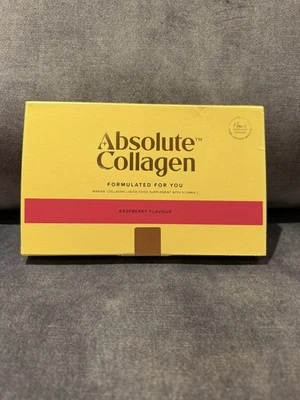 Absolute™
Collagen
FORMULATED FOR YOU
MARINE COLLAGEN LIQUID FOOD SUPPLEMENT WITH VITAMIN C
RASPBERRY FLAVOUR